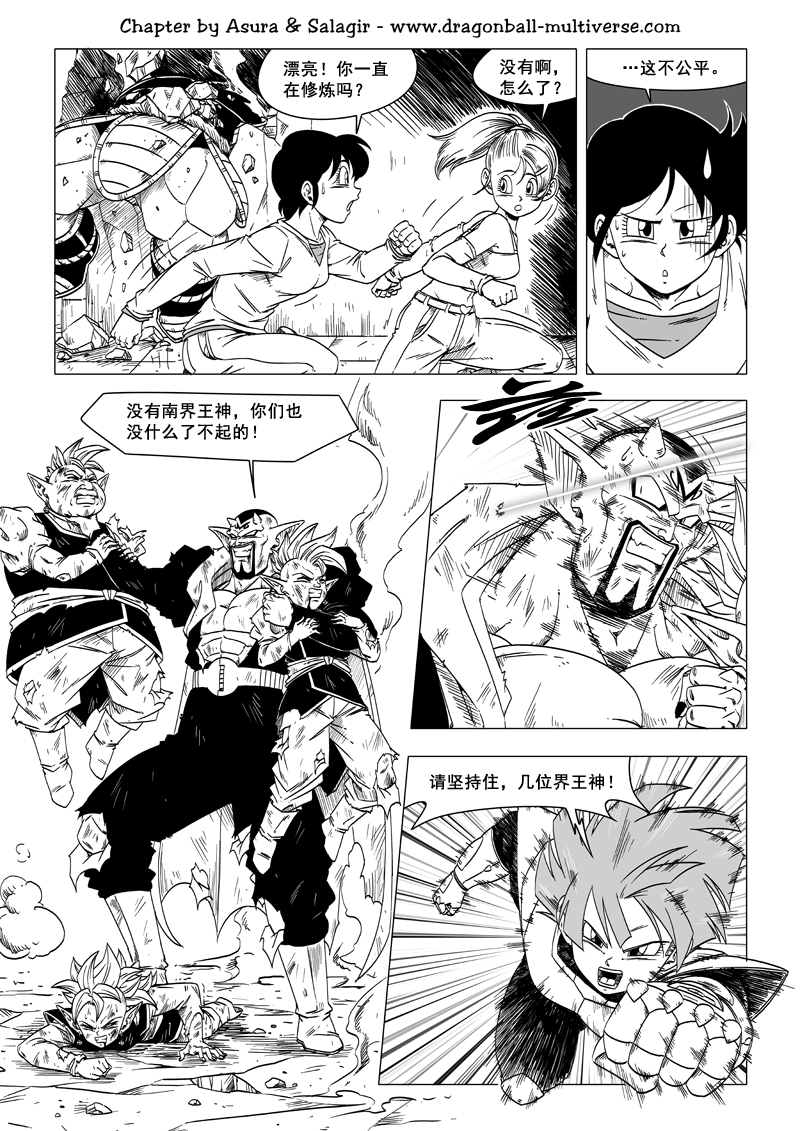 Chapter by Asura & Salagir - www.dragonball-multiverse.com
漂亮！你一直
在修炼吗？
没有啊，
怎么了？
…这不公平。
没有南界王神，你们也
没什么了不起的！
请坚持住，几位界王神！